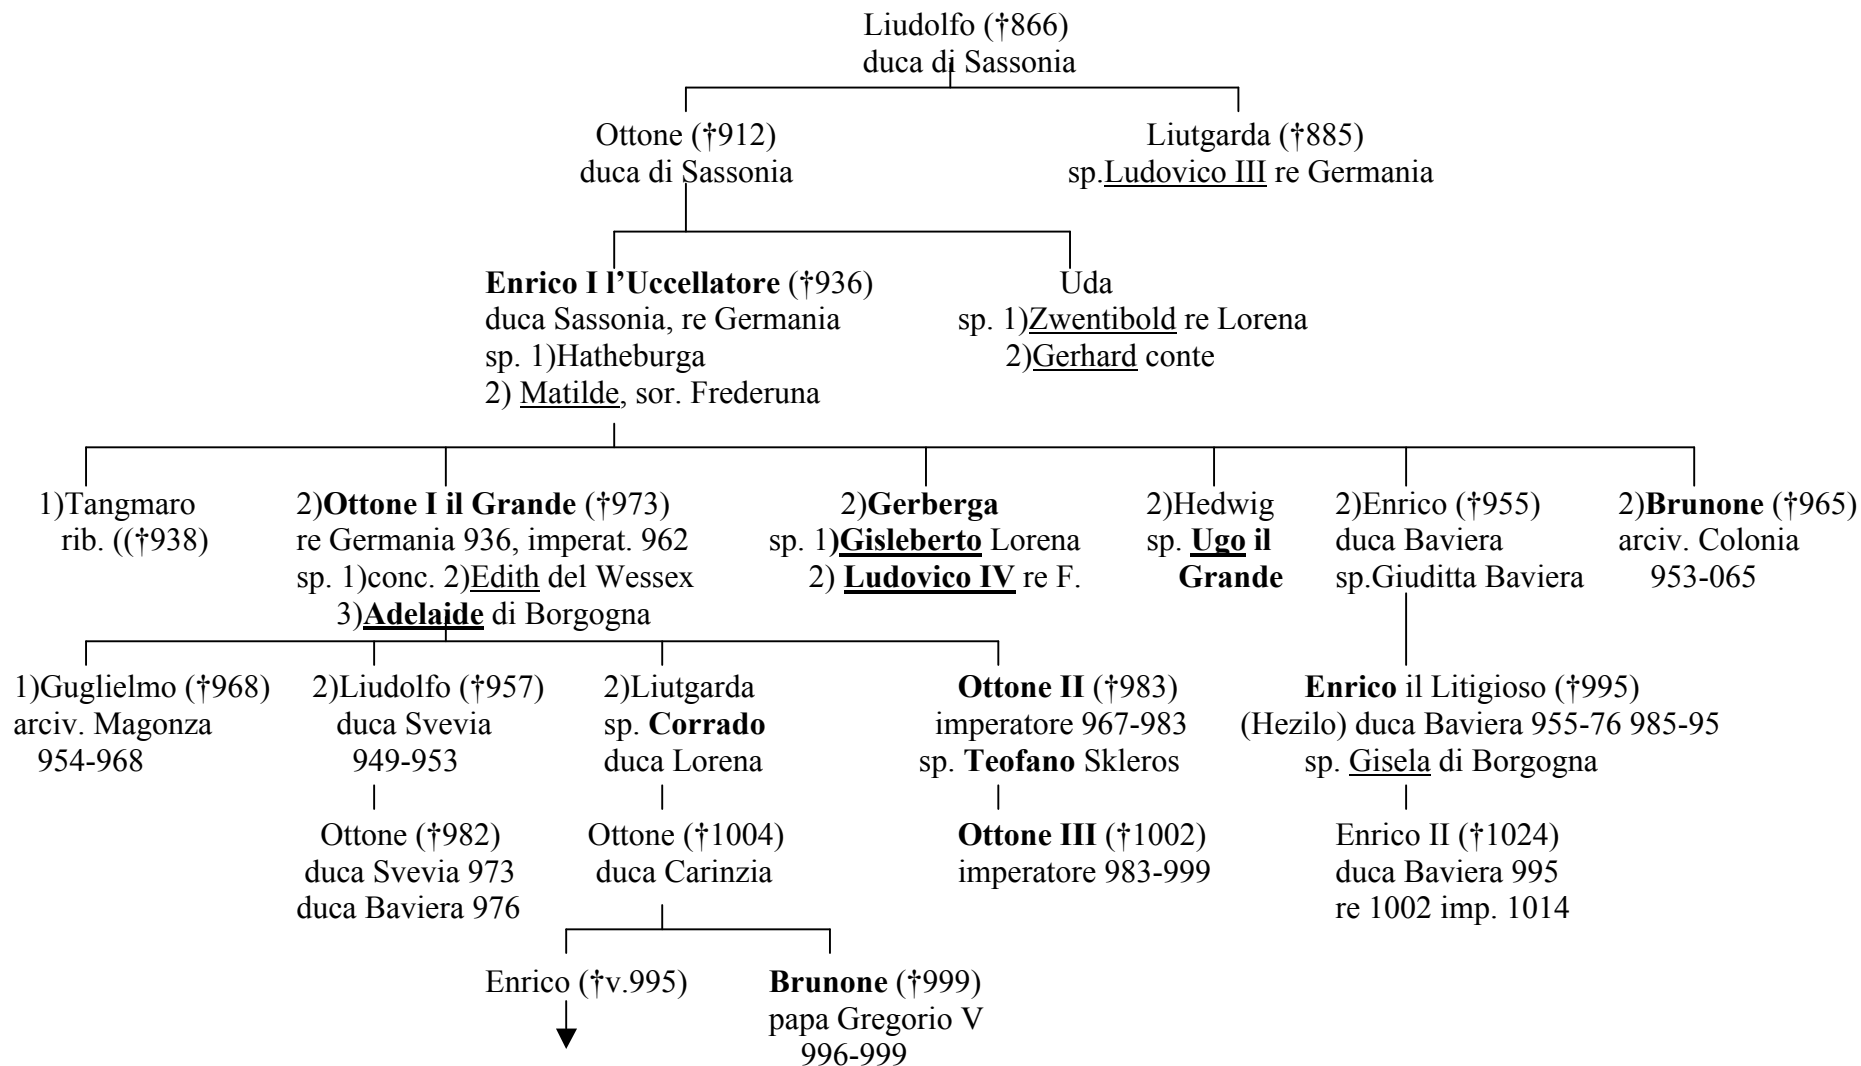 Liudolfo (†866)
duca di Sassonia
Ottone (†912)
duca di Sassonia
Liutgarda (†885)
sp.Ludovico III re Germania
Enrico I l’Uccellatore (†936)
duca Sassonia, re Germania
sp. 1)Hatheburga
2) Matilde, sor. Frederuna
Uda
sp. 1)Zwentibold re Lorena
2)Gerhard conte
1)Tangmaro
rib. ((†938)
2)Ottone I il Grande (†973)
re Germania 936, imperat. 962
sp. 1)conc. 2)Edith del Wessex
3)Adelaide di Borgogna
2)Gerberga
sp. 1)Gisleberto Lorena
2) Ludovico IV re F.
2)Hedwig
sp. Ugo il
Grande
2)Enrico (†955)
duca Baviera
sp.Giuditta Baviera
2)Brunone (†965)
arciv. Colonia
953-065
1)Guglielmo (†968)
arciv. Magonza
954-968
2)Liudolfo (†957)
duca Svevia
949-953
2)Liutgarda
sp. Corrado
duca Lorena
Ottone II (†983)
imperatore 967-983
sp. Teofano Skleros
Enrico il Litigioso (†995)
(Hezilo) duca Baviera 955-76 985-95
sp. Gisela di Borgogna
Ottone (†982)
duca Svevia 973
duca Baviera 976
Ottone (†1004)
duca Carinzia
Ottone III (†1002)
imperatore 983-999
Enrico II (†1024)
duca Baviera 995
re 1002 imp. 1014
Enrico (†v.995)
Brunone (†999)
papa Gregorio V
996-999